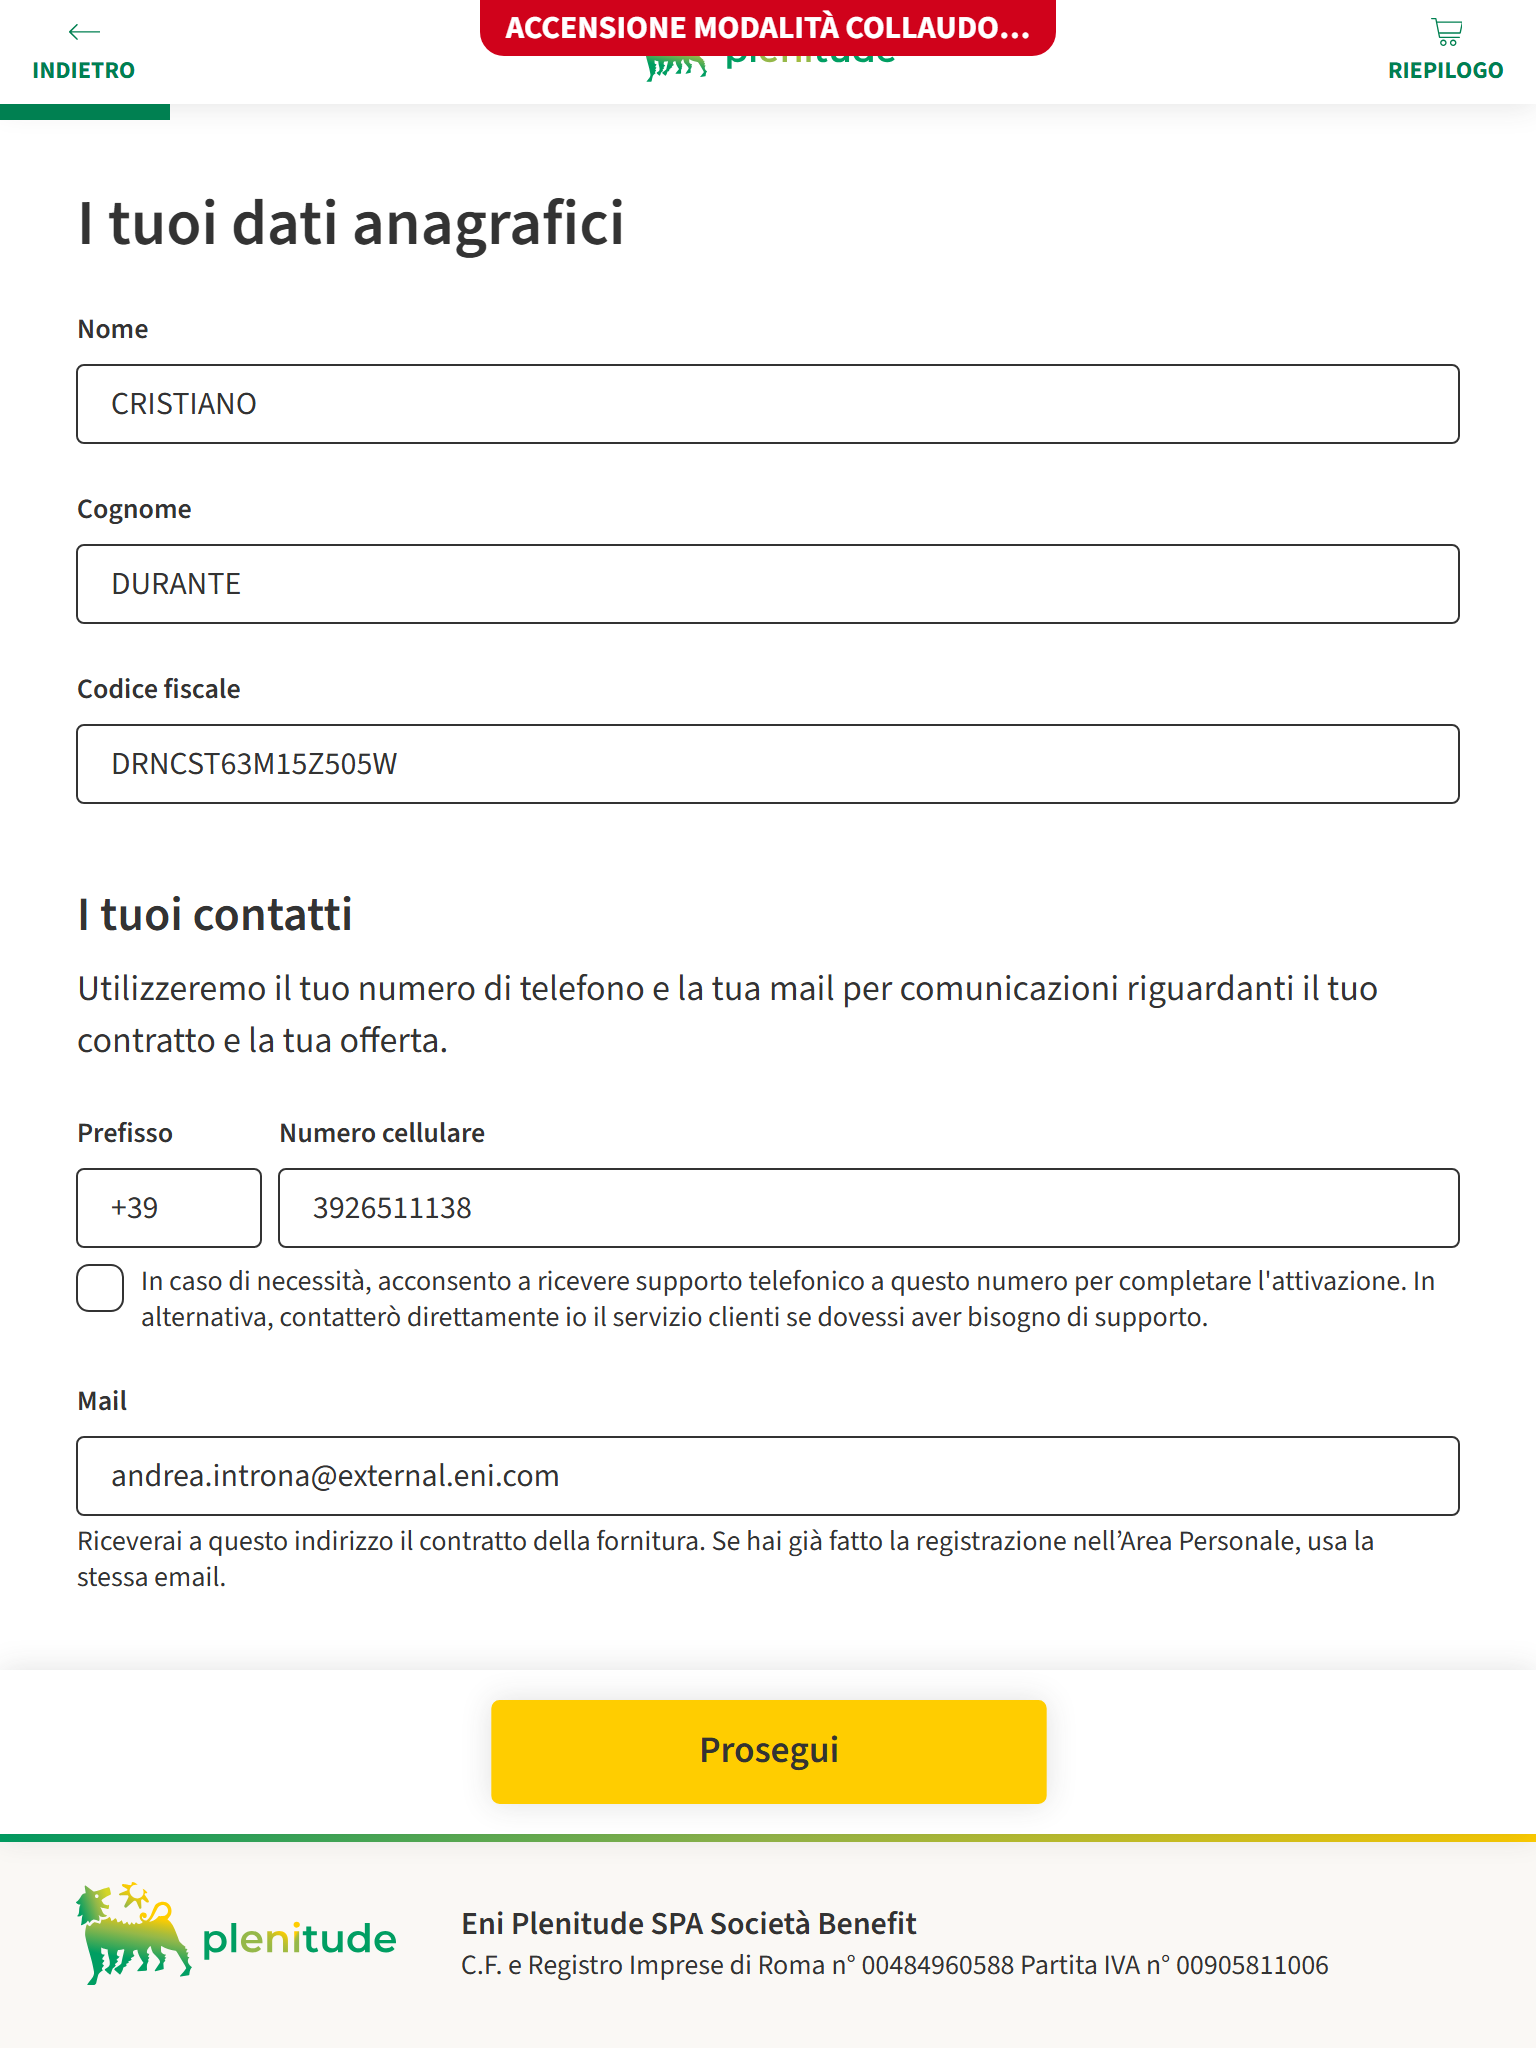 ACCENSIONE MODALITÀ COLLAUDO...
INDIETRO
plenitude
RIEPILOGO
I tuoi dati anagrafici
Nome
CRISTIANO
Cognome
DURANTE
Codice fiscale
DRNCST63M15Z505W
I tuoi contatti
Utilizzeremo il tuo numero di telefono e la tua mail per comunicazioni riguardanti il tuo
contratto e la tua offerta.
Prefisso
Numero cellulare
+39
3926511138
In caso di necessità, acconsento a ricevere supporto telefonico a questo numero per completare l'attivazione. In
alternativa, contatterò direttamente io il servizio clienti se dovessi aver bisogno di supporto.
Mail
andrea.introna@external.eni.com
Riceverai a questo indirizzo il contratto della fornitura. Se hai già fatto la registrazione nell’Area Personale, usa la
stessa email.
Prosegui
plenitude
Eni Plenitude SPA Società Benefit
C.F. e Registro Imprese di Roma n° 00484960588 Partita IVA n° 00905811006